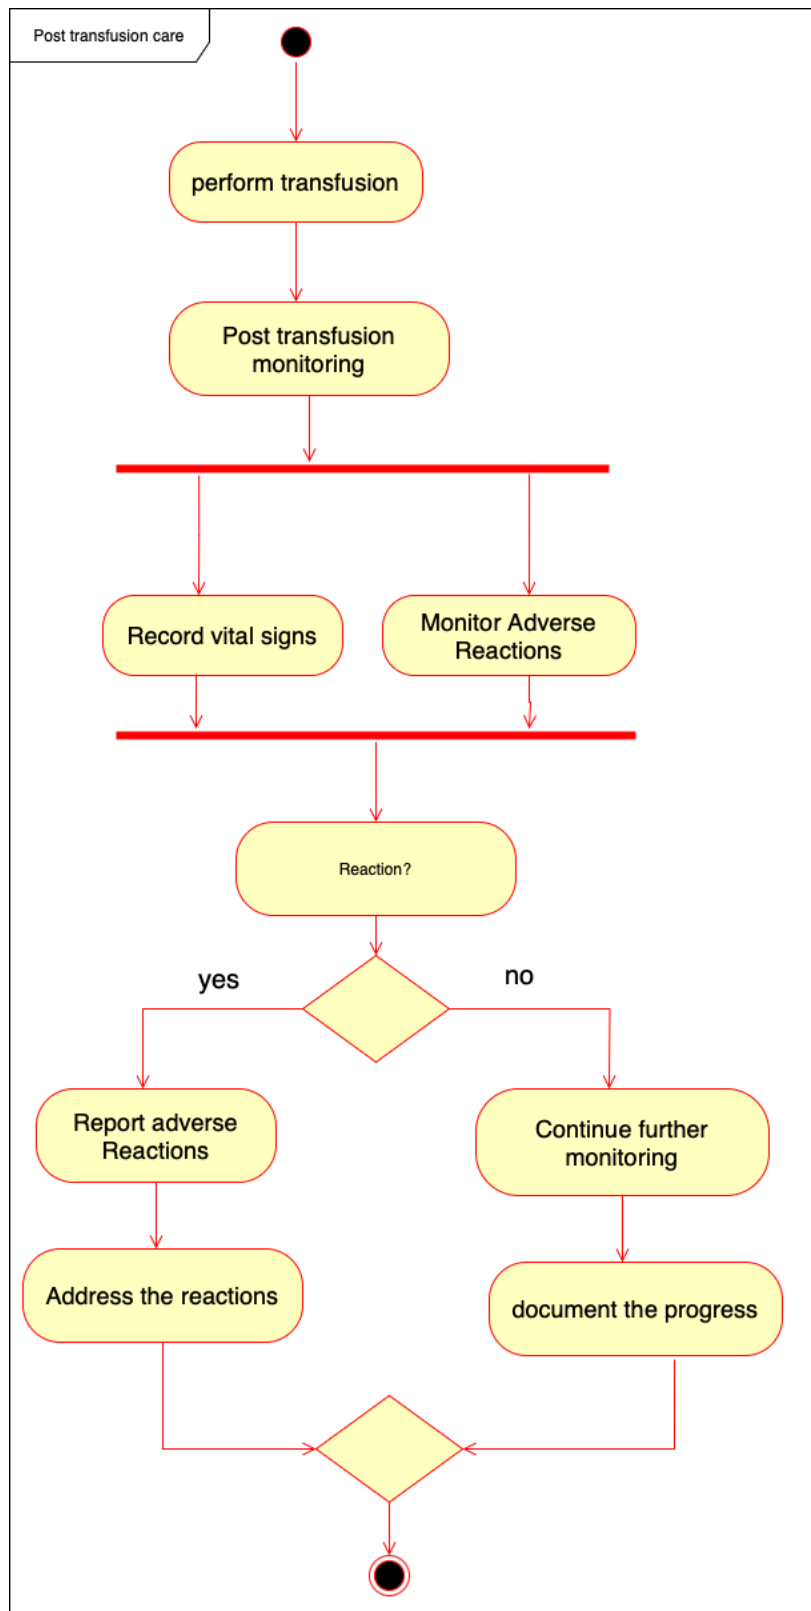 Post transfusion care
perform transfusion
Post transfusion
monitoring
Record vital signs
Monitor Adverse
Reactions
Reaction?
yes
no
Report adverse
Reactions
Continue further
monitoring
Address the reactions
document the progress